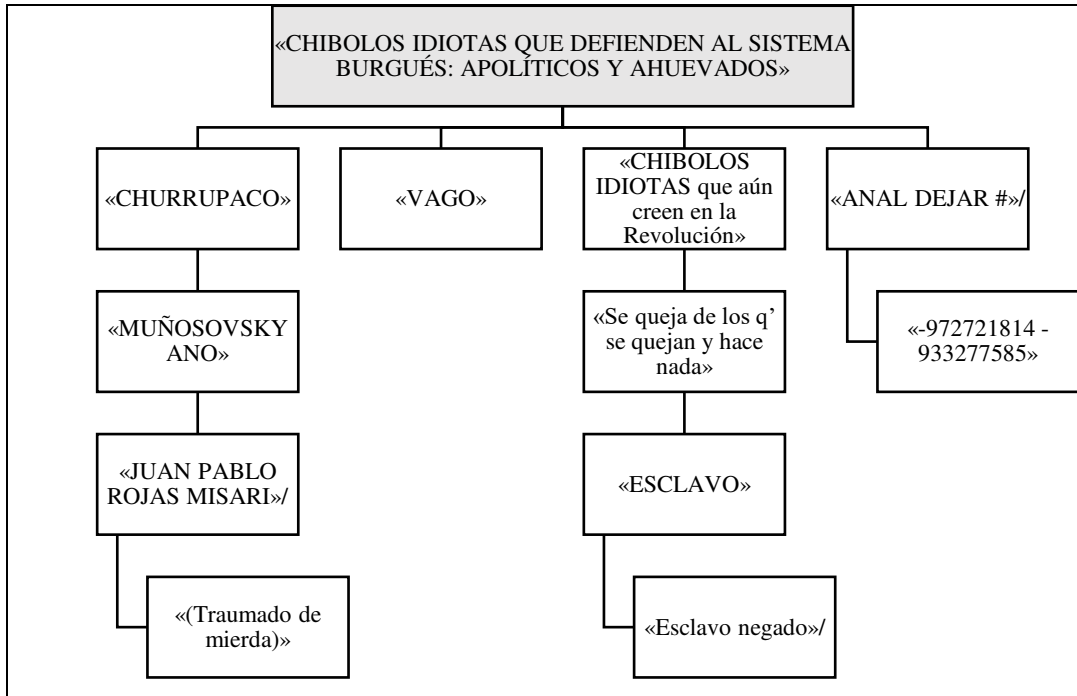 «CHIBOLOS IDIOTAS QUE DEFIENDEN AL SISTEMA
BURGUÉS: APOLÍTICOS Y AHUEVADOS»
«CHURRUPACO»
«MUÑOSOVSKY
ANO»
«JUAN PABLO
ROJAS MISARI»/
«(Traumado de
mierda)»
«VAGO»
«CHIBOLOS
IDIOTAS que aún
creen en la
Revolución»
«Se queja de los q’
se quejan y hace
nada»
«ESCLAVO»
«Esclavo negado»/
«ANAL DEJAR #»/
«-972721814 -
933277585»